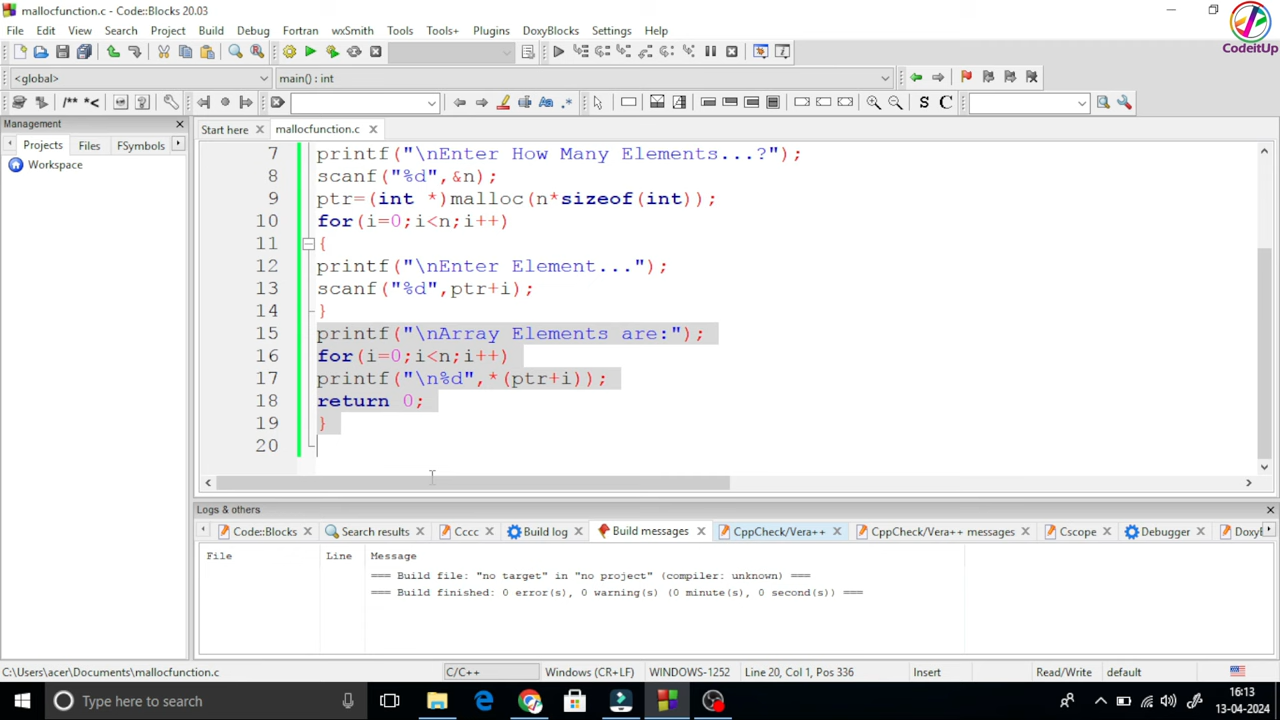 mallocfunction.c - Code::Blocks 20.03
File Edit View Search Project Build Debug Fortran wxSmith Tools Tools+ Plugins DoxyBlocks Settings Help
CodeitUp
<global> main() : int
/** *< Aa .* S C
Management
Projects Files FSymbols
Workspace
Start here mallocfunction.c
7 printf("\nEnter How Many Elements...?");
8 scanf("%d",&n);
9 ptr=(int *)malloc(n*sizeof(int));
10 for(i=0;i<n;i++)
11 {
12 printf("\nEnter Element...");
13 scanf("%d",ptr+i);
14 }
15 printf("\nArray Elements are:");
16 for(i=0;i<n;i++)
17 printf("\n%d",*(ptr+i));
18 return 0;
19 }
20
Logs & others
Code::Blocks Search results Cccc Build log Build messages CppCheck/Vera++ CppCheck/Vera++ messages Cscope Debugger DoxyBl
File Line Message
=== Build file: "no target" in "no project" (compiler: unknown) ===
=== Build finished: 0 error(s), 0 warning(s) (0 minute(s), 0 second(s)) ===
C:\Users\acer\Documents\mallocfunction.c C/C++ Windows (CR+LF) WINDOWS-1252 Line 20, Col 1, Pos 336 Insert Read/Write default
Type here to search
16:13
13-04-2024